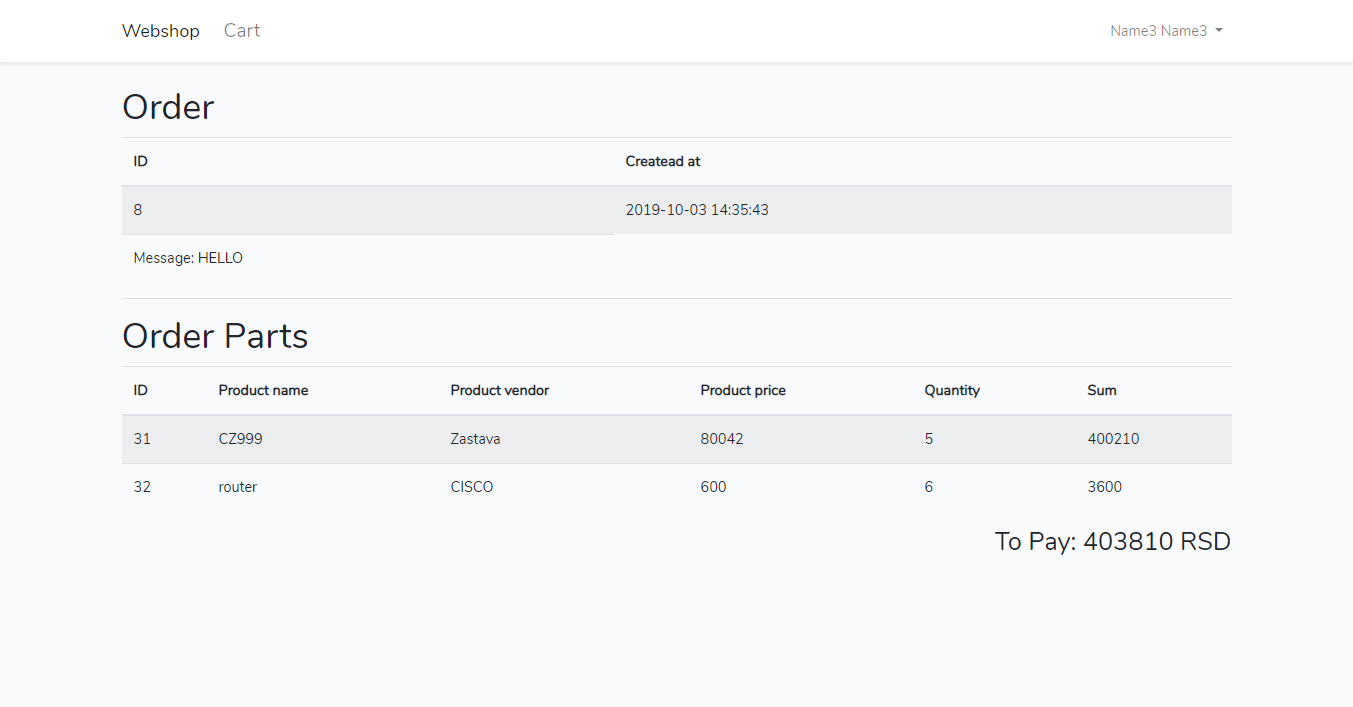 Webshop Cart Name3 Name3
Order
ID Createad at
8 2019-10-03 14:35:43
Message: HELLO
Order Parts
ID Product name Product vendor Product price Quantity Sum
31 CZ999 Zastava 80042 5 400210
32 router CISCO 600 6 3600
To Pay: 403810 RSD